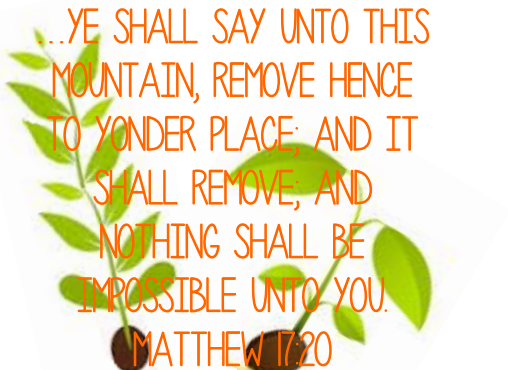 ...YE SHALL SAY UNTO THIS
MOUNTAIN, REMOVE HENCE
TO YONDER PLACE; AND IT
SHALL REMOVE; AND
NOTHING SHALL BE
IMPOSSIBLE UNTO YOU.
MATTHEW 17:20